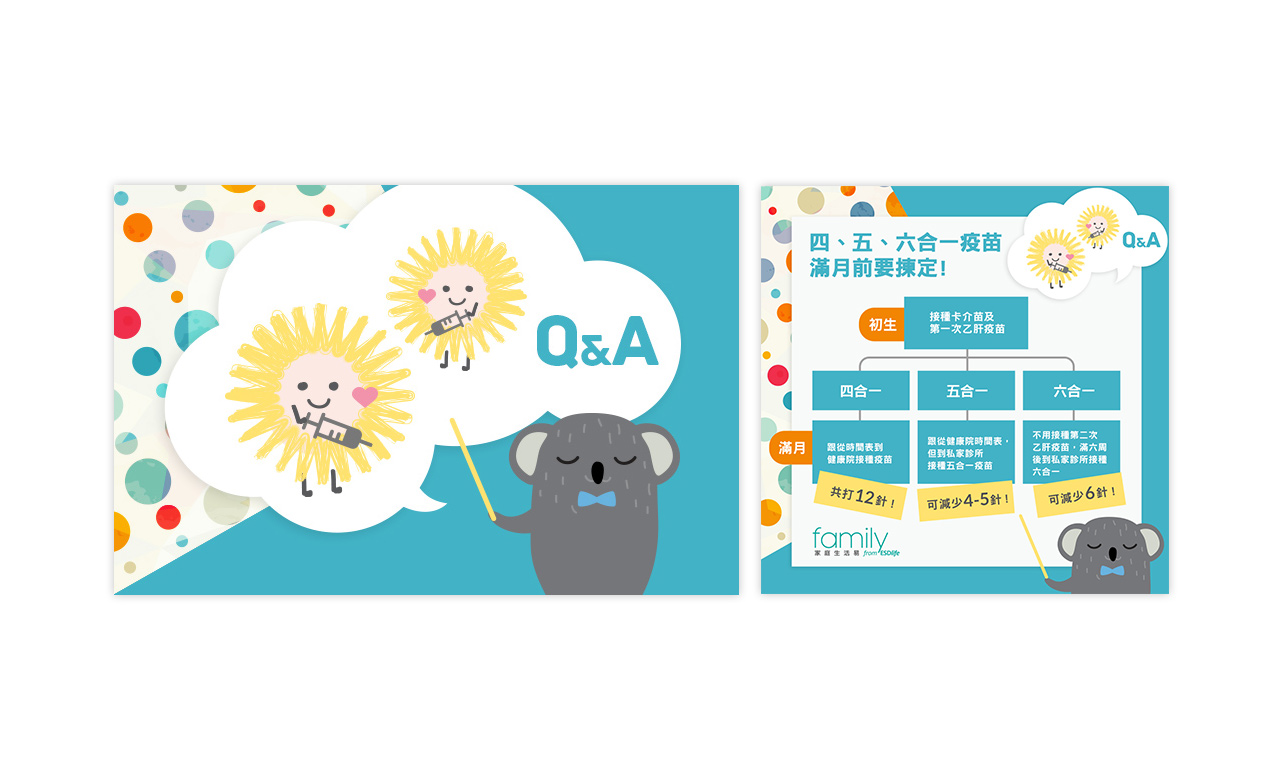 Q&A
四、五、六合一疫苗
滿月前要揀定!
Q&A
初生
接種卡介苗及
第一次乙肝疫苗
四合一
五合一
六合一
滿月
跟從時間表到
健康院接種疫苗
跟從健康院時間表，
但到私家診所
接種五合一疫苗
不用接種第二次
乙肝疫苗，滿六周
後到私家診所接種
六合一
共打12針！
可減少4-5針！
可減少6針！
family
家庭生活易 from ESDlife